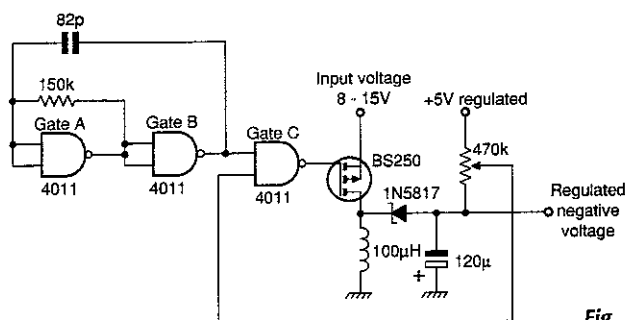 82p
150k
Gate A
4011
Gate B
4011
Gate C
4011
Input voltage
8 - 15V
BS250
+5V regulated
470k
1N5817
Regulated
negative
voltage
100µH
120µ
+
Fig